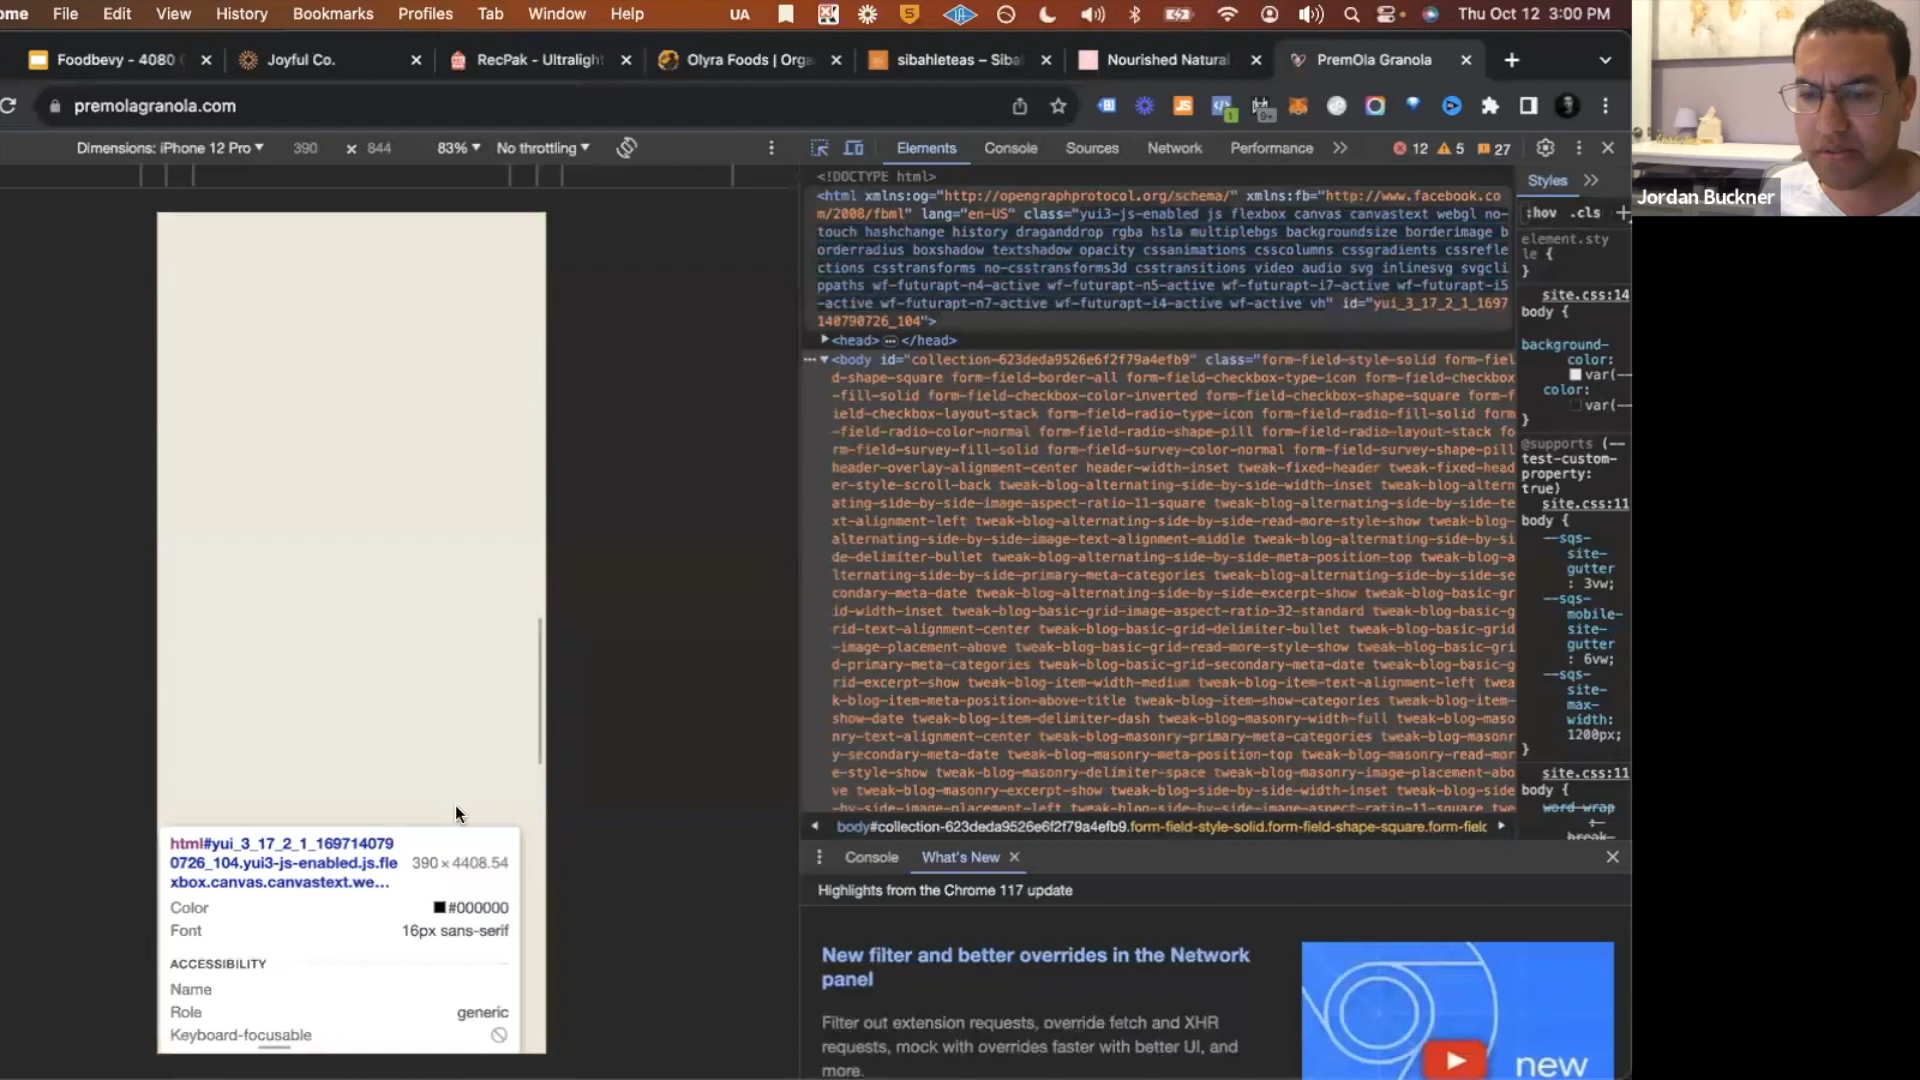 ome File Edit View History Bookmarks Profiles Tab Window Help UA Thu Oct 12 3:00 PM
Foodbevy - 4080 Joyful Co. RecPak - Ultralight Olyra Foods | Orga sibahleteas – Siba Nourished Natural PremOla Granola
premolagranola.com
Dimensions: iPhone 12 Pro 390 x 844 83% No throttling
Elements Console Sources Network Performance 12 5 27
<!DOCTYPE html>
<html xmlns:og="http://opengraphprotocol.org/schema/" xmlns:fb="http://www.facebook.co
m/2008/fbml" lang="en-US" class="yui3-js-enabled js flexbox canvas canvastext webgl no-
touch hashchange history draganddrop rgba hsla multiplebgs backgroundsize borderimage b
orderradius boxshadow textshadow opacity cssanimations csscolumns cssgradients cssrefle
ctions csstransforms no-csstransforms3d csstransitions video audio svg inlinesvg svgcli
ppaths wf-futurapt-n4-active wf-futurapt-n5-active wf-futurapt-i7-active wf-futurapt-i5
-active wf-futurapt-n7-active wf-futurapt-i4-active wf-active vh" id="yui_3_17_2_1_1697
140790726_104">
<head> … </head>
<body id="collection-623deda9526e6f2f79a4efb9" class="form-field-style-solid form-fiel
d-shape-square form-field-border-all form-field-checkbox-type-icon form-field-checkbox
-fill-solid form-field-checkbox-color-inverted form-field-checkbox-shape-square form-f
ield-checkbox-layout-stack form-field-radio-type-icon form-field-radio-fill-solid form
-field-radio-color-normal form-field-radio-shape-pill form-field-radio-layout-stack fo
rm-field-survey-fill-solid form-field-survey-color-normal form-field-survey-shape-pill
header-overlay-alignment-center header-width-inset tweak-fixed-header tweak-fixed-head
er-style-scroll-back tweak-blog-alternating-side-by-side-width-inset tweak-blog-altern
ating-side-by-side-image-aspect-ratio-11-square tweak-blog-alternating-side-by-side-te
xt-alignment-left tweak-blog-alternating-side-by-side-read-more-style-show tweak-blog-
alternating-side-by-side-image-text-alignment-middle tweak-blog-alternating-side-by-si
de-delimiter-bullet tweak-blog-alternating-side-by-side-meta-position-top tweak-blog-a
lternating-side-by-side-primary-meta-categories tweak-blog-alternating-side-by-side-se
condary-meta-date tweak-blog-alternating-side-by-side-excerpt-show tweak-blog-basic-gr
id-width-inset tweak-blog-basic-grid-image-aspect-ratio-32-standard tweak-blog-basic-g
rid-text-alignment-center tweak-blog-basic-grid-delimiter-bullet tweak-blog-basic-grid
-image-placement-above tweak-blog-basic-grid-read-more-style-show tweak-blog-basic-gri
d-primary-meta-categories tweak-blog-basic-grid-secondary-meta-date tweak-blog-basic-g
rid-excerpt-show tweak-blog-item-width-medium tweak-blog-item-text-alignment-left twea
k-blog-item-meta-position-above-title tweak-blog-item-show-categories tweak-blog-item-
show-date tweak-blog-item-delimiter-dash tweak-blog-masonry-width-full tweak-blog-maso
nry-text-alignment-center tweak-blog-masonry-primary-meta-categories tweak-blog-masonr
y-secondary-meta-date tweak-blog-masonry-meta-position-top tweak-blog-masonry-read-mor
e-style-show tweak-blog-masonry-delimiter-space tweak-blog-masonry-image-placement-abo
ve tweak-blog-masonry-excerpt-show tweak-blog-side-by-side-width-inset tweak-blog-side
-by-side-image-placement-left tweak-blog-side-by-side-image-aspect-ratio-11-square twe
body#collection-623deda9526e6f2f79a4efb9.form-field-style-solid.form-field-shape-square.form-field
Styles
:hov .cls +
element.sty
le {
}
site.css:14
body {
background-
color:
var(—
color:
var(—
}
@supports (—
test-custom-
property:
true)
site.css:11
body {
--sqs-
site-
gutter
: 3vw;
--sqs-
mobile-
site-
gutter
: 6vw;
--sqs-
site-
max-
width:
1200px;
}
site.css:11
body {
word-wrap
:
break-
html#yui_3_17_2_1_169714079
0726_104.yui3-js-enabled.js.fle
xbox.canvas.canvastext.we...
390 × 4408.54
Color #000000
Font 16px sans-serif
ACCESSIBILITY
Name
Role generic
Keyboard-focusable
Console What's New
Highlights from the Chrome 117 update
New filter and better overrides in the Network
panel
Filter out extension requests, override fetch and XHR
requests, mock with overrides faster with better UI, and
more.
new
Jordan Buckner